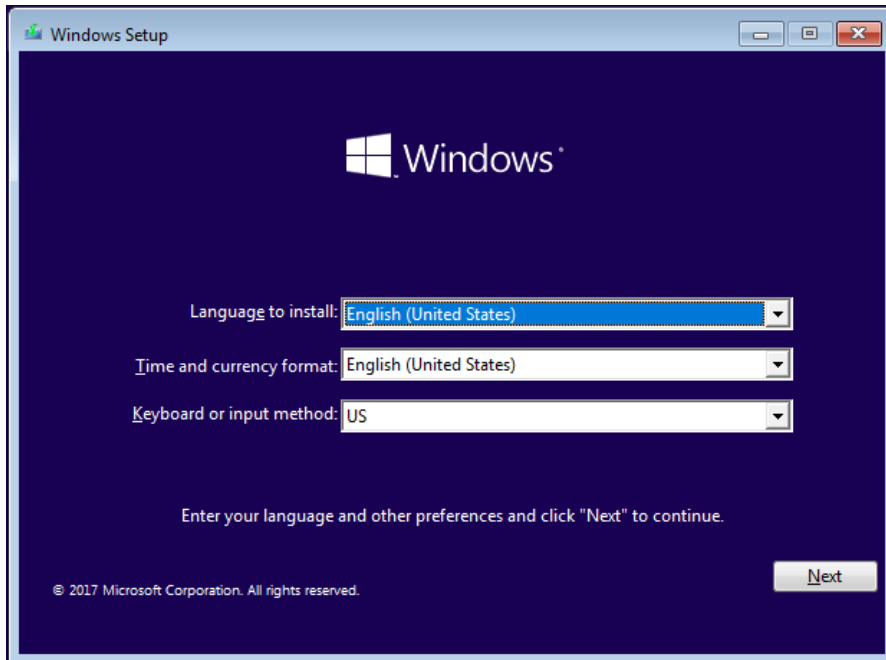 Windows Setup
Windows
Language to install: English (United States)
Time and currency format: English (United States)
Keyboard or input method: US
Enter your language and other preferences and click "Next" to continue.
Next
© 2017 Microsoft Corporation. All rights reserved.